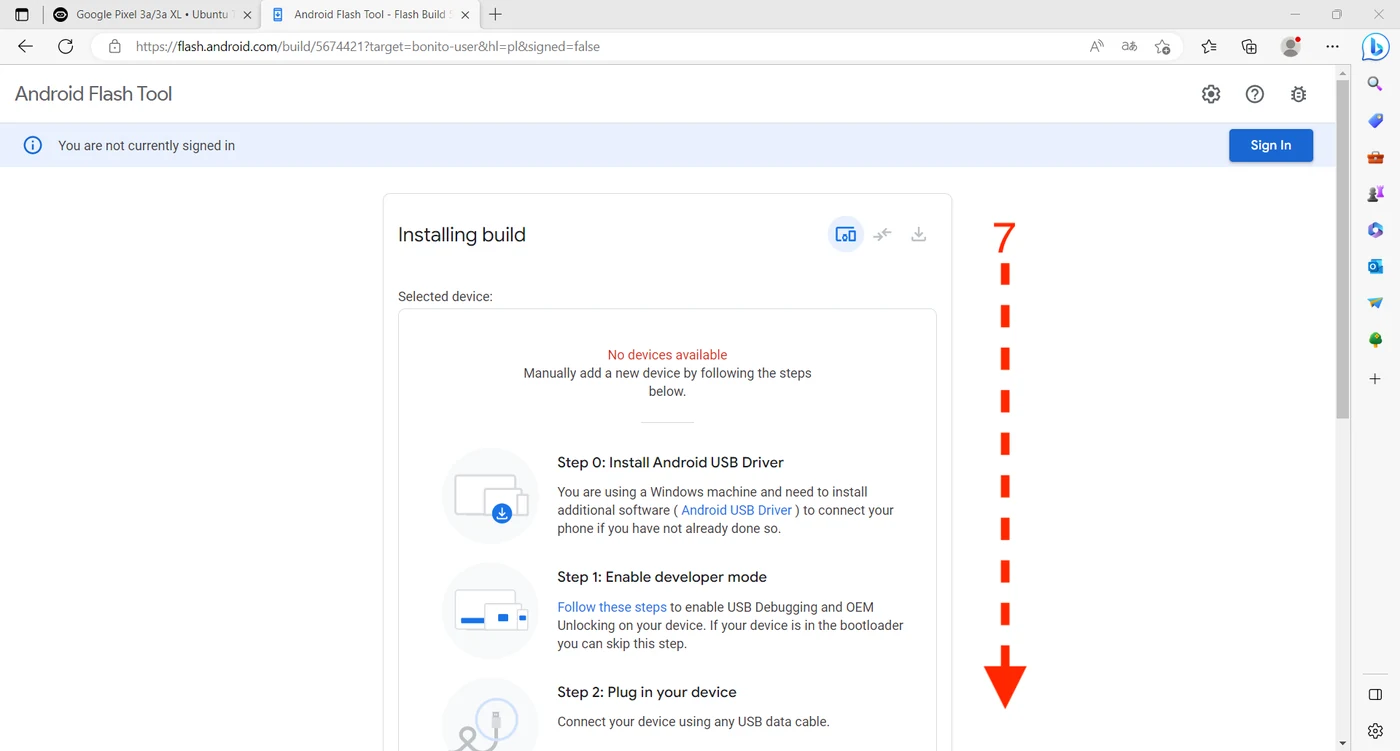 Google Pixel 3a/3a XL • Ubuntu T
Android Flash Tool - Flash Build S
https://flash.android.com/build/5674421?target=bonito-user&hl=pl&signed=false
Android Flash Tool
You are not currently signed in
Sign In
Installing build
7
Selected device:
No devices available
Manually add a new device by following the steps
below.
Step 0: Install Android USB Driver
You are using a Windows machine and need to install
additional software ( Android USB Driver ) to connect your
phone if you have not already done so.
Step 1: Enable developer mode
Follow these steps to enable USB Debugging and OEM
Unlocking on your device. If your device is in the bootloader
you can skip this step.
Step 2: Plug in your device
Connect your device using any USB data cable.